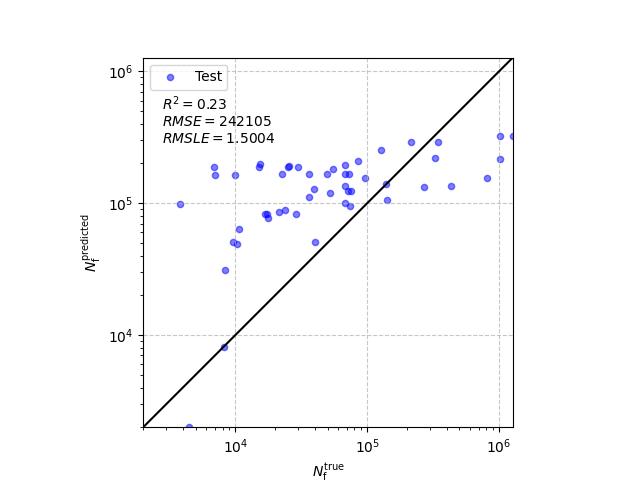 10⁶
10⁵
10⁴
N_f^predicted
Test
R² = 0.23
RMSE = 242105
RMSLE = 1.5004
10⁴ 10⁵ 10⁶
N_f^true